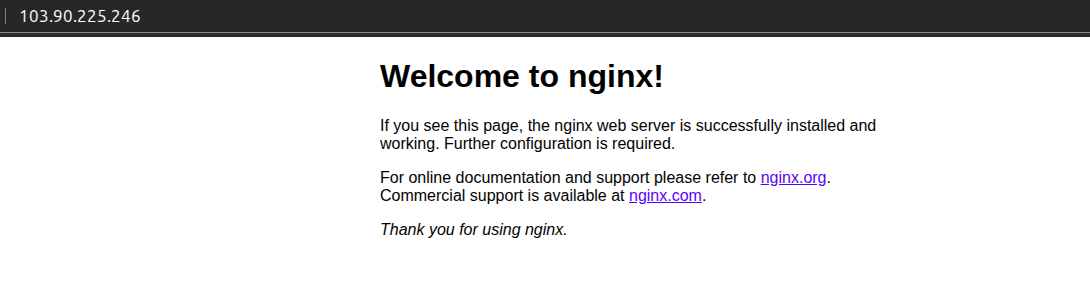 103.90.225.246
Welcome to nginx!
If you see this page, the nginx web server is successfully installed and
working. Further configuration is required.
For online documentation and support please refer to nginx.org.
Commercial support is available at nginx.com.
Thank you for using nginx.